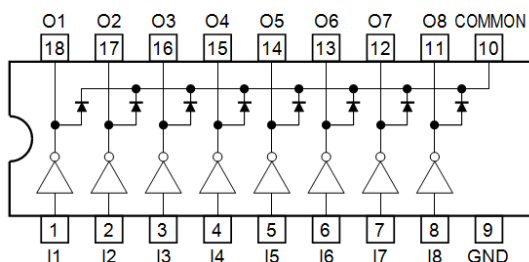 O1 O2 O3 O4 O5 O6 O7 O8 COMMON
18 17 16 15 14 13 12 11 10
1 2 3 4 5 6 7 8 9
I1 I2 I3 I4 I5 I6 I7 I8 GND